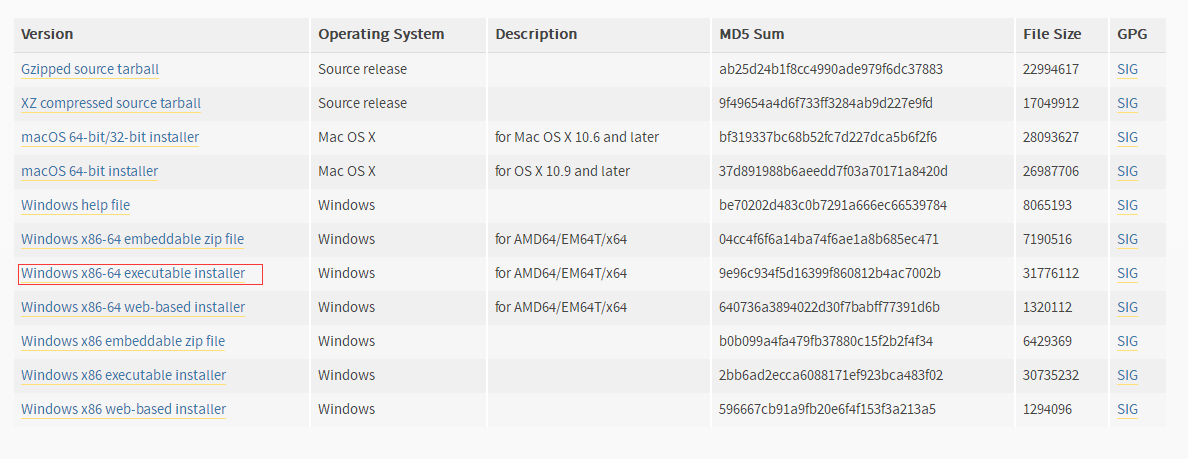 Version Operating System Description MD5 Sum File Size GPG
Gzipped source tarball Source release ab25d24b1f8cc4990ade979f6dc37883 22994617 SIG
XZ compressed source tarball Source release 9f49654a4d6f733ff3284ab9d227e9fd 17049912 SIG
macOS 64-bit/32-bit installer Mac OS X for Mac OS X 10.6 and later bf319337bc68b52fc7d227dca5b6f2f6 28093627 SIG
macOS 64-bit installer Mac OS X for OS X 10.9 and later 37d891988b6aeedd7f03a70171a8420d 26987706 SIG
Windows help file Windows be70202d483c0b7291a666ec66539784 8065193 SIG
Windows x86-64 embeddable zip file Windows for AMD64/EM64T/x64 04cc4f6f6a14ba74f6ae1a8b685ec471 7190516 SIG
Windows x86-64 executable installer Windows for AMD64/EM64T/x64 9e96c934f5d16399f860812b4ac7002b 31776112 SIG
Windows x86-64 web-based installer Windows for AMD64/EM64T/x64 640736a3894022d30f7babff77391d6b 1320112 SIG
Windows x86 embeddable zip file Windows b0b099a4fa479fb37880c15f2b2f4f34 6429369 SIG
Windows x86 executable installer Windows 2bb6ad2ecca6088171ef923bca483f02 30735232 SIG
Windows x86 web-based installer Windows 596667cb91a9fb20e6f4f153f3a213a5 1294096 SIG